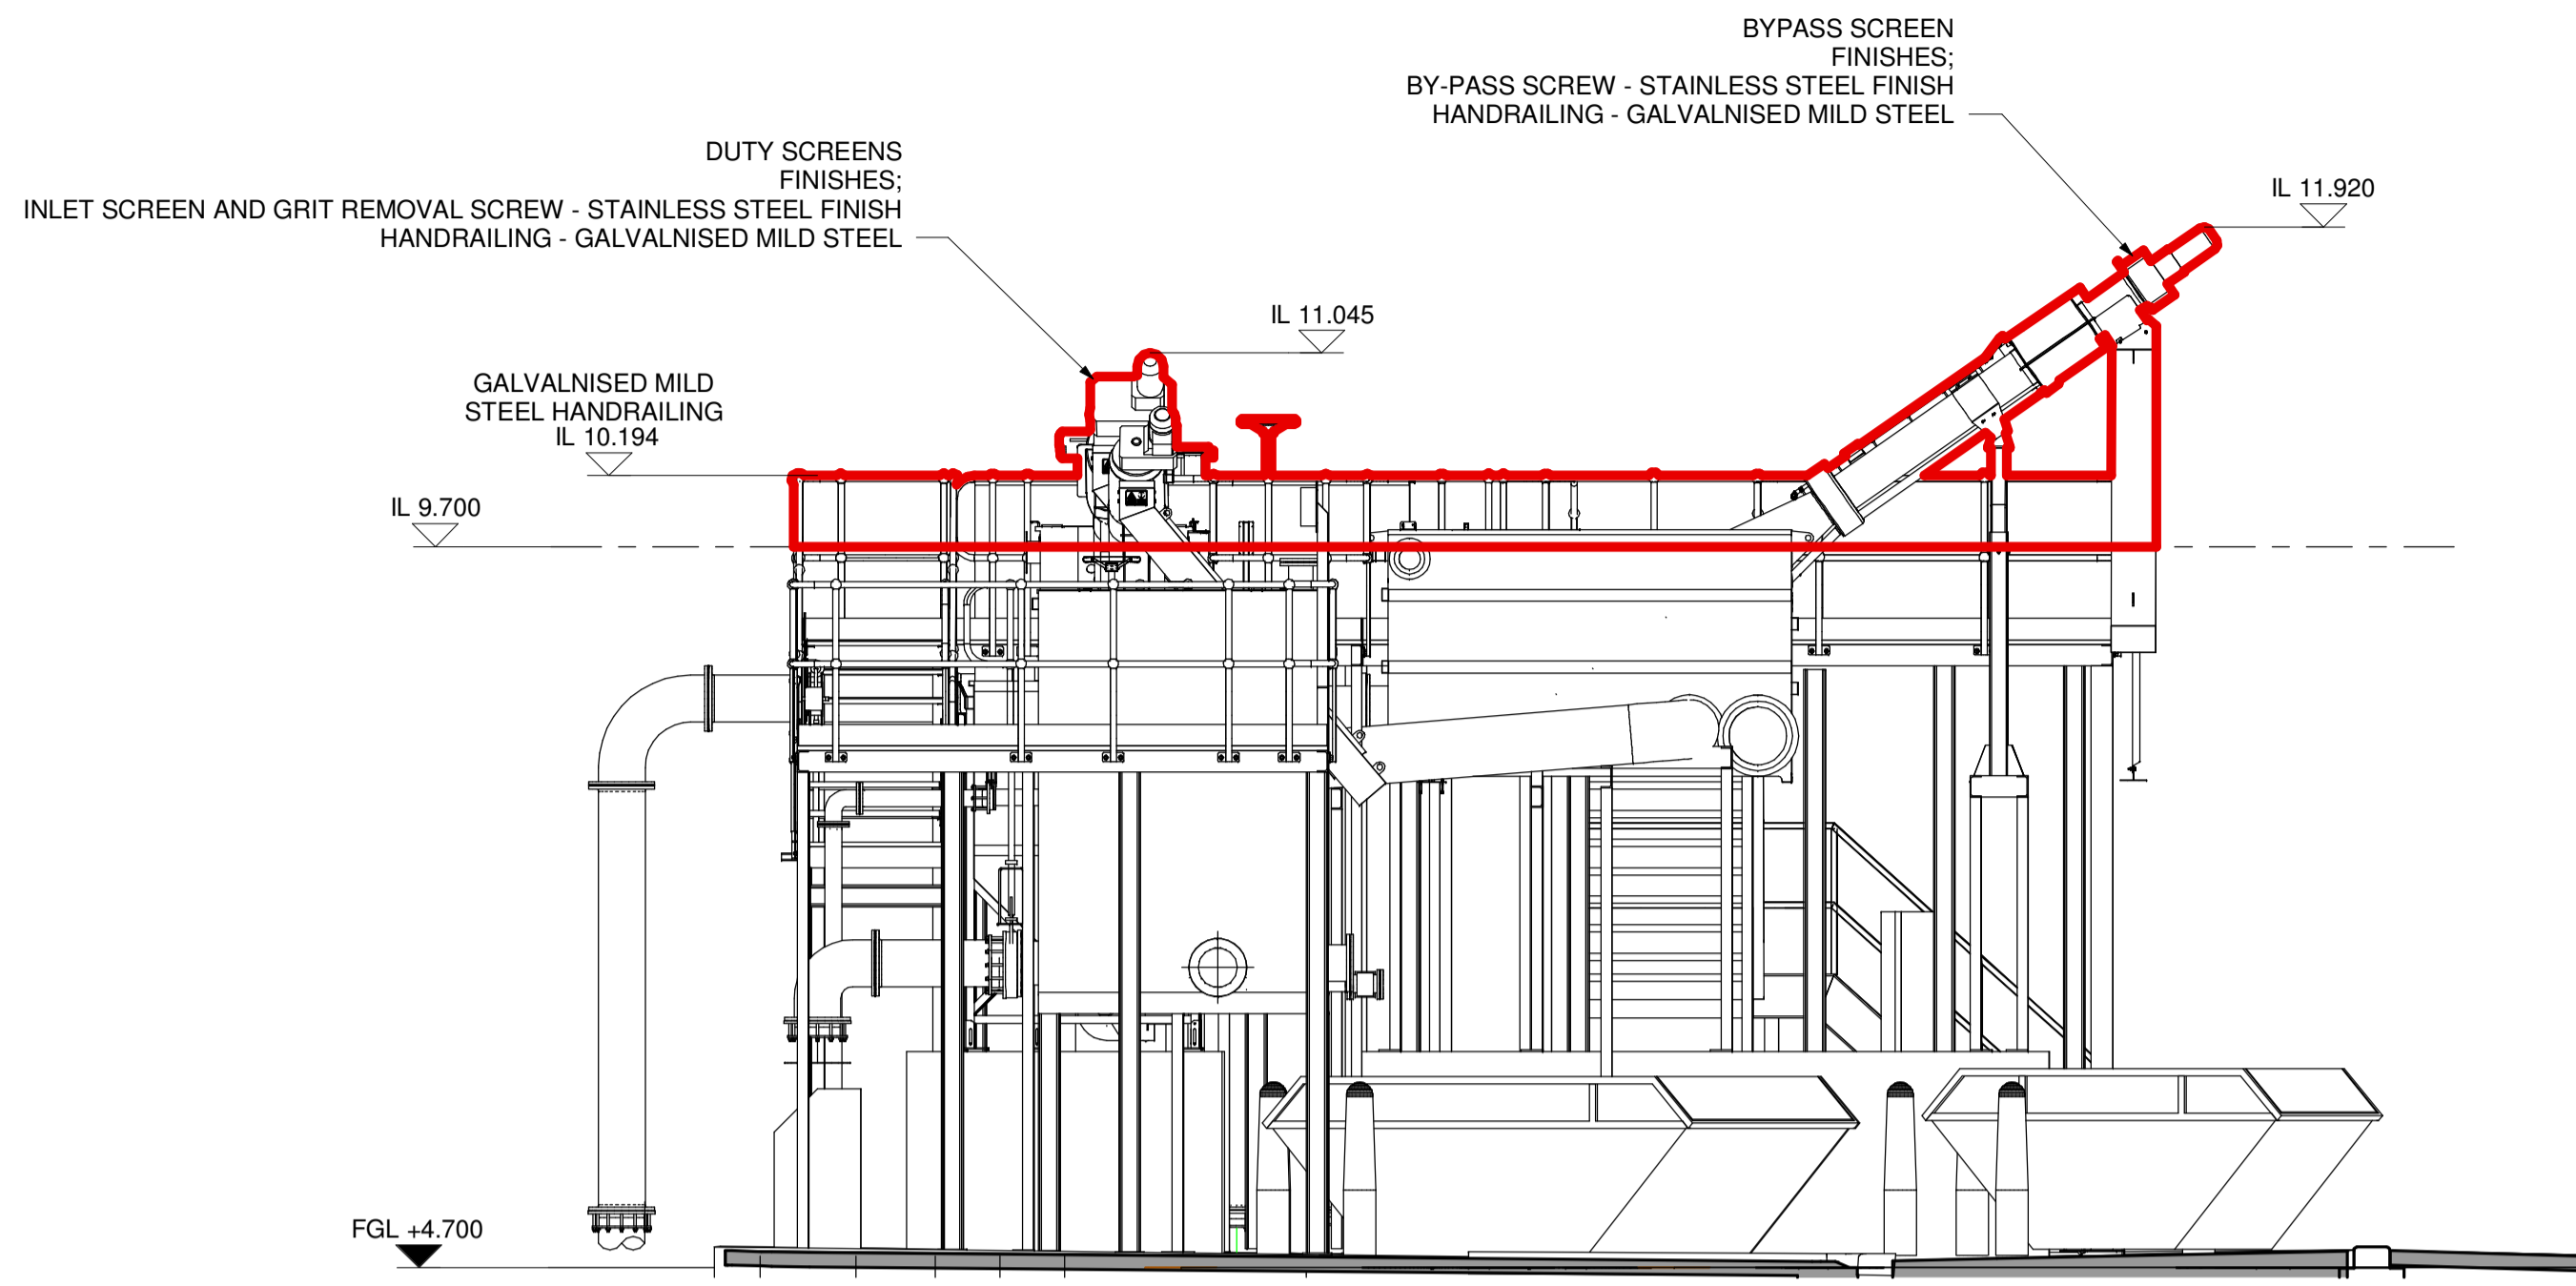 BYPASS SCREEN
FINISHES;
BY-PASS SCREW - STAINLESS STEEL FINISH
HANDRAILING - GALVALNISED MILD STEEL
DUTY SCREENS
FINISHES;
INLET SCREEN AND GRIT REMOVAL SCREW - STAINLESS STEEL FINISH
HANDRAILING - GALVALNISED MILD STEEL
IL 11.920
IL 11.045
GALVALNISED MILD
STEEL HANDRAILING
IL 10.194
IL 9.700
FGL +4.700